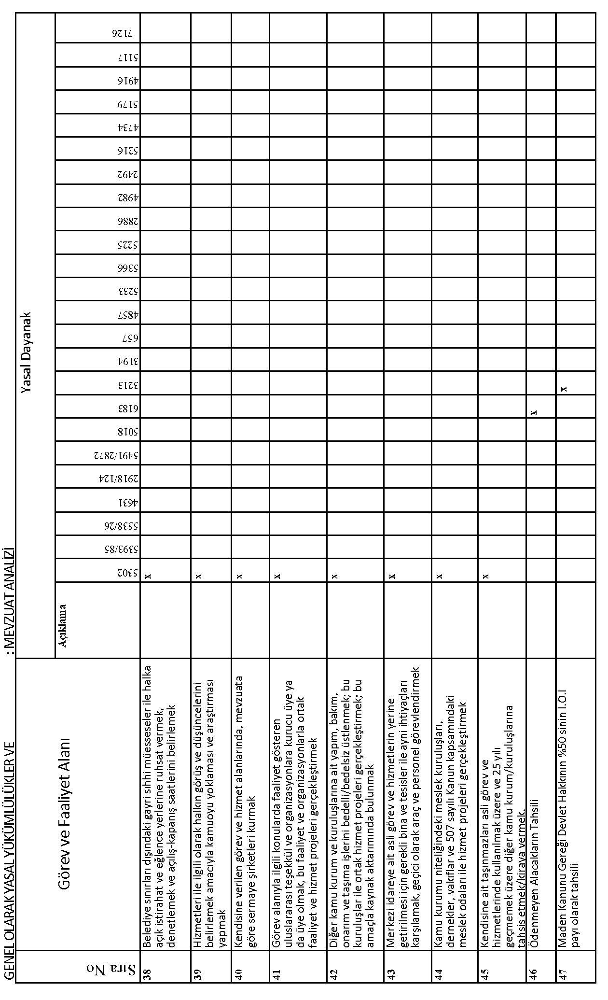 GENEL OLARAK YASAL YÜKÜMLÜLÜKLER VE : MEVZUAT ANALİZİ
Sıra No
Görev ve Faaliyet Alanı
Yasal Dayanak
Açıklama
5302
5393/85
5538/26
4631
2918/124
5491/2872
5018
6183
3213
3194
657
4857
5233
5366
5225
2886
4982
2492
5216
4734
5179
4916
5117
7126
38
Belediye sınırları dışındaki gayri sıhhi müesseseler ile halka
açık istirahat ve eğlence yerlerine ruhsat vermek,
denetlemek ve açılış-kapanış saatlerini belirlemek
x
39
Hizmetleri ile ilgili olarak halkın görüş ve düşüncelerini
belirlemek amacıyla kamuoyu yoklaması ve araştırması
yapmak
x
40
Kendisine verilen görev ve hizmet alanlarında, mevzuata
göre sermaye şirketleri kurmak
x
41
Görev alanıyla ilgili konularda faaliyet gösteren
uluslararası teşekkül ve organizasyonlara kurucu üye ya
da üye olmak, bu faaliyet ve organizasyonlarla ortak
faaliyet ve hizmet projeleri gerçekleştirmek
x
42
Diğer kamu kurum ve kuruluşlarına ait yapım, bakım,
onarım ve taşıma işlerini bedelli/bedelsiz üstlenmek; bu
kuruluşlar ile ortak hizmet projeleri gerçekleştirmek; bu
amaçla kaynak aktarımında bulunmak
x
43
Merkezi idareye ait asli görev ve hizmetlerin yerine
getirilmesi için gerekli bina ve tesisler ile ayni ihtiyaçları
karşılamak, geçici olarak araç ve personel görevlendirmek
x
44
Kamu kurumu niteliğindeki meslek kuruluşları,
dernekler, vakıflar ve 507 sayılı Kanun kapsamındaki
meslek odaları ile hizmet projeleri gerçekleştirmek
x
45
Kendisine ait taşınmazları asli görev ve
hizmetlerinde kullanılmak üzere ve 25 yılı
geçmemek üzere diğer kamu kurum/kuruluşlarına
tahsis etmek/kiraya vermek.
x
46
Ödenmeyen Alacakların Tahsili
x
47
Maden Kanunu Gereği Devlet Hakkının %50 sinin İ.Ö.İ
payı olarak tahsili
x